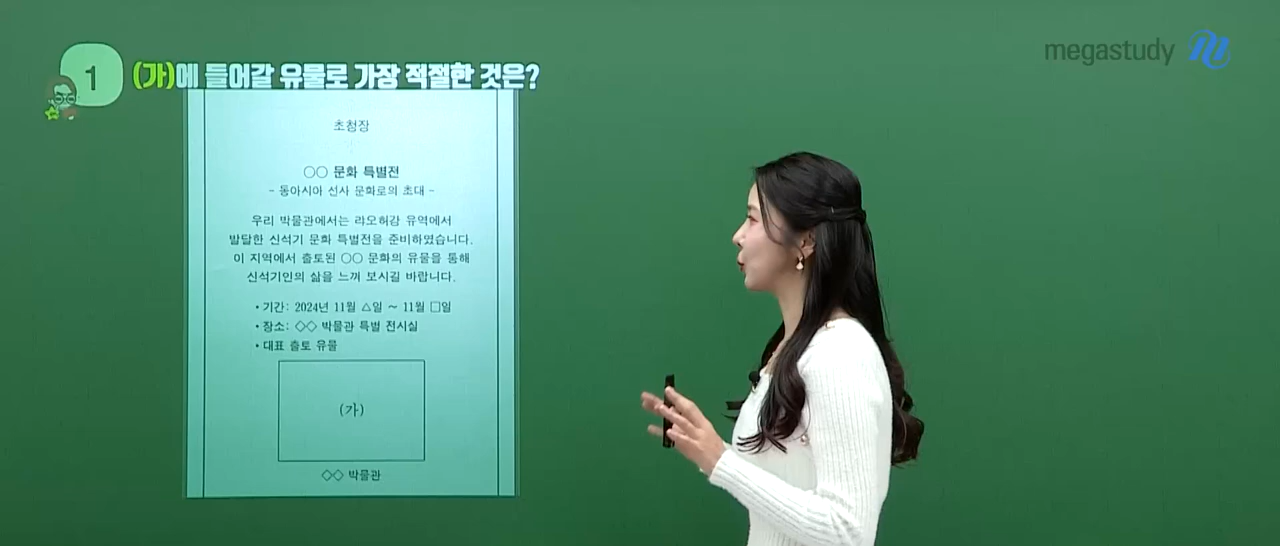 megastudy
1 (가)에 들어갈 유물로 가장 적절한 것은?
초청장
○○ 문화 특별전
- 동아시아 선사 문화로의 초대 -
우리 박물관에서는 랴오허강 유역에서
발달한 신석기 문화 특별전을 준비하였습니다.
이 지역에서 출토된 ○○ 문화의 유물을 통해
신석기인의 삶을 느껴 보시길 바랍니다.
• 기간: 2024년 11월 △일 ~ 11월 □일
• 장소: ◇◇ 박물관 특별 전시실
• 대표 출토 유물
(가)
◇◇ 박물관